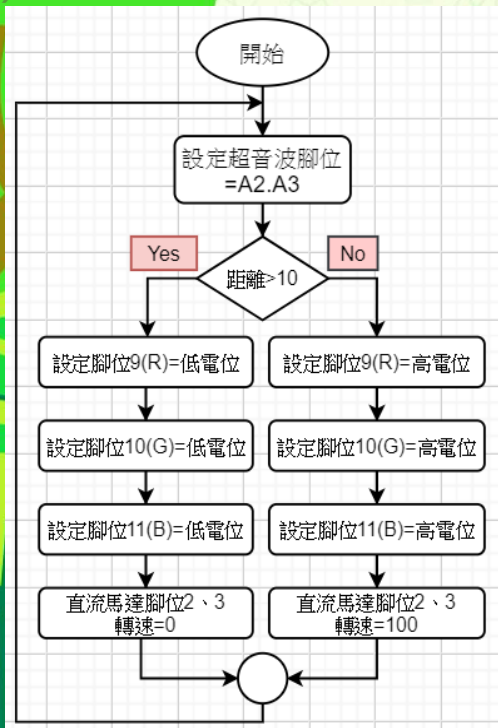 開始
設定超音波腳位
=A2.A3
Yes
No
距離>10
設定腳位9(R)=低電位
設定腳位9(R)=高電位
設定腳位10(G)=低電位
設定腳位10(G)=高電位
設定腳位11(B)=低電位
設定腳位11(B)=高電位
直流馬達腳位2、3
轉速=0
直流馬達腳位2、3
轉速=100